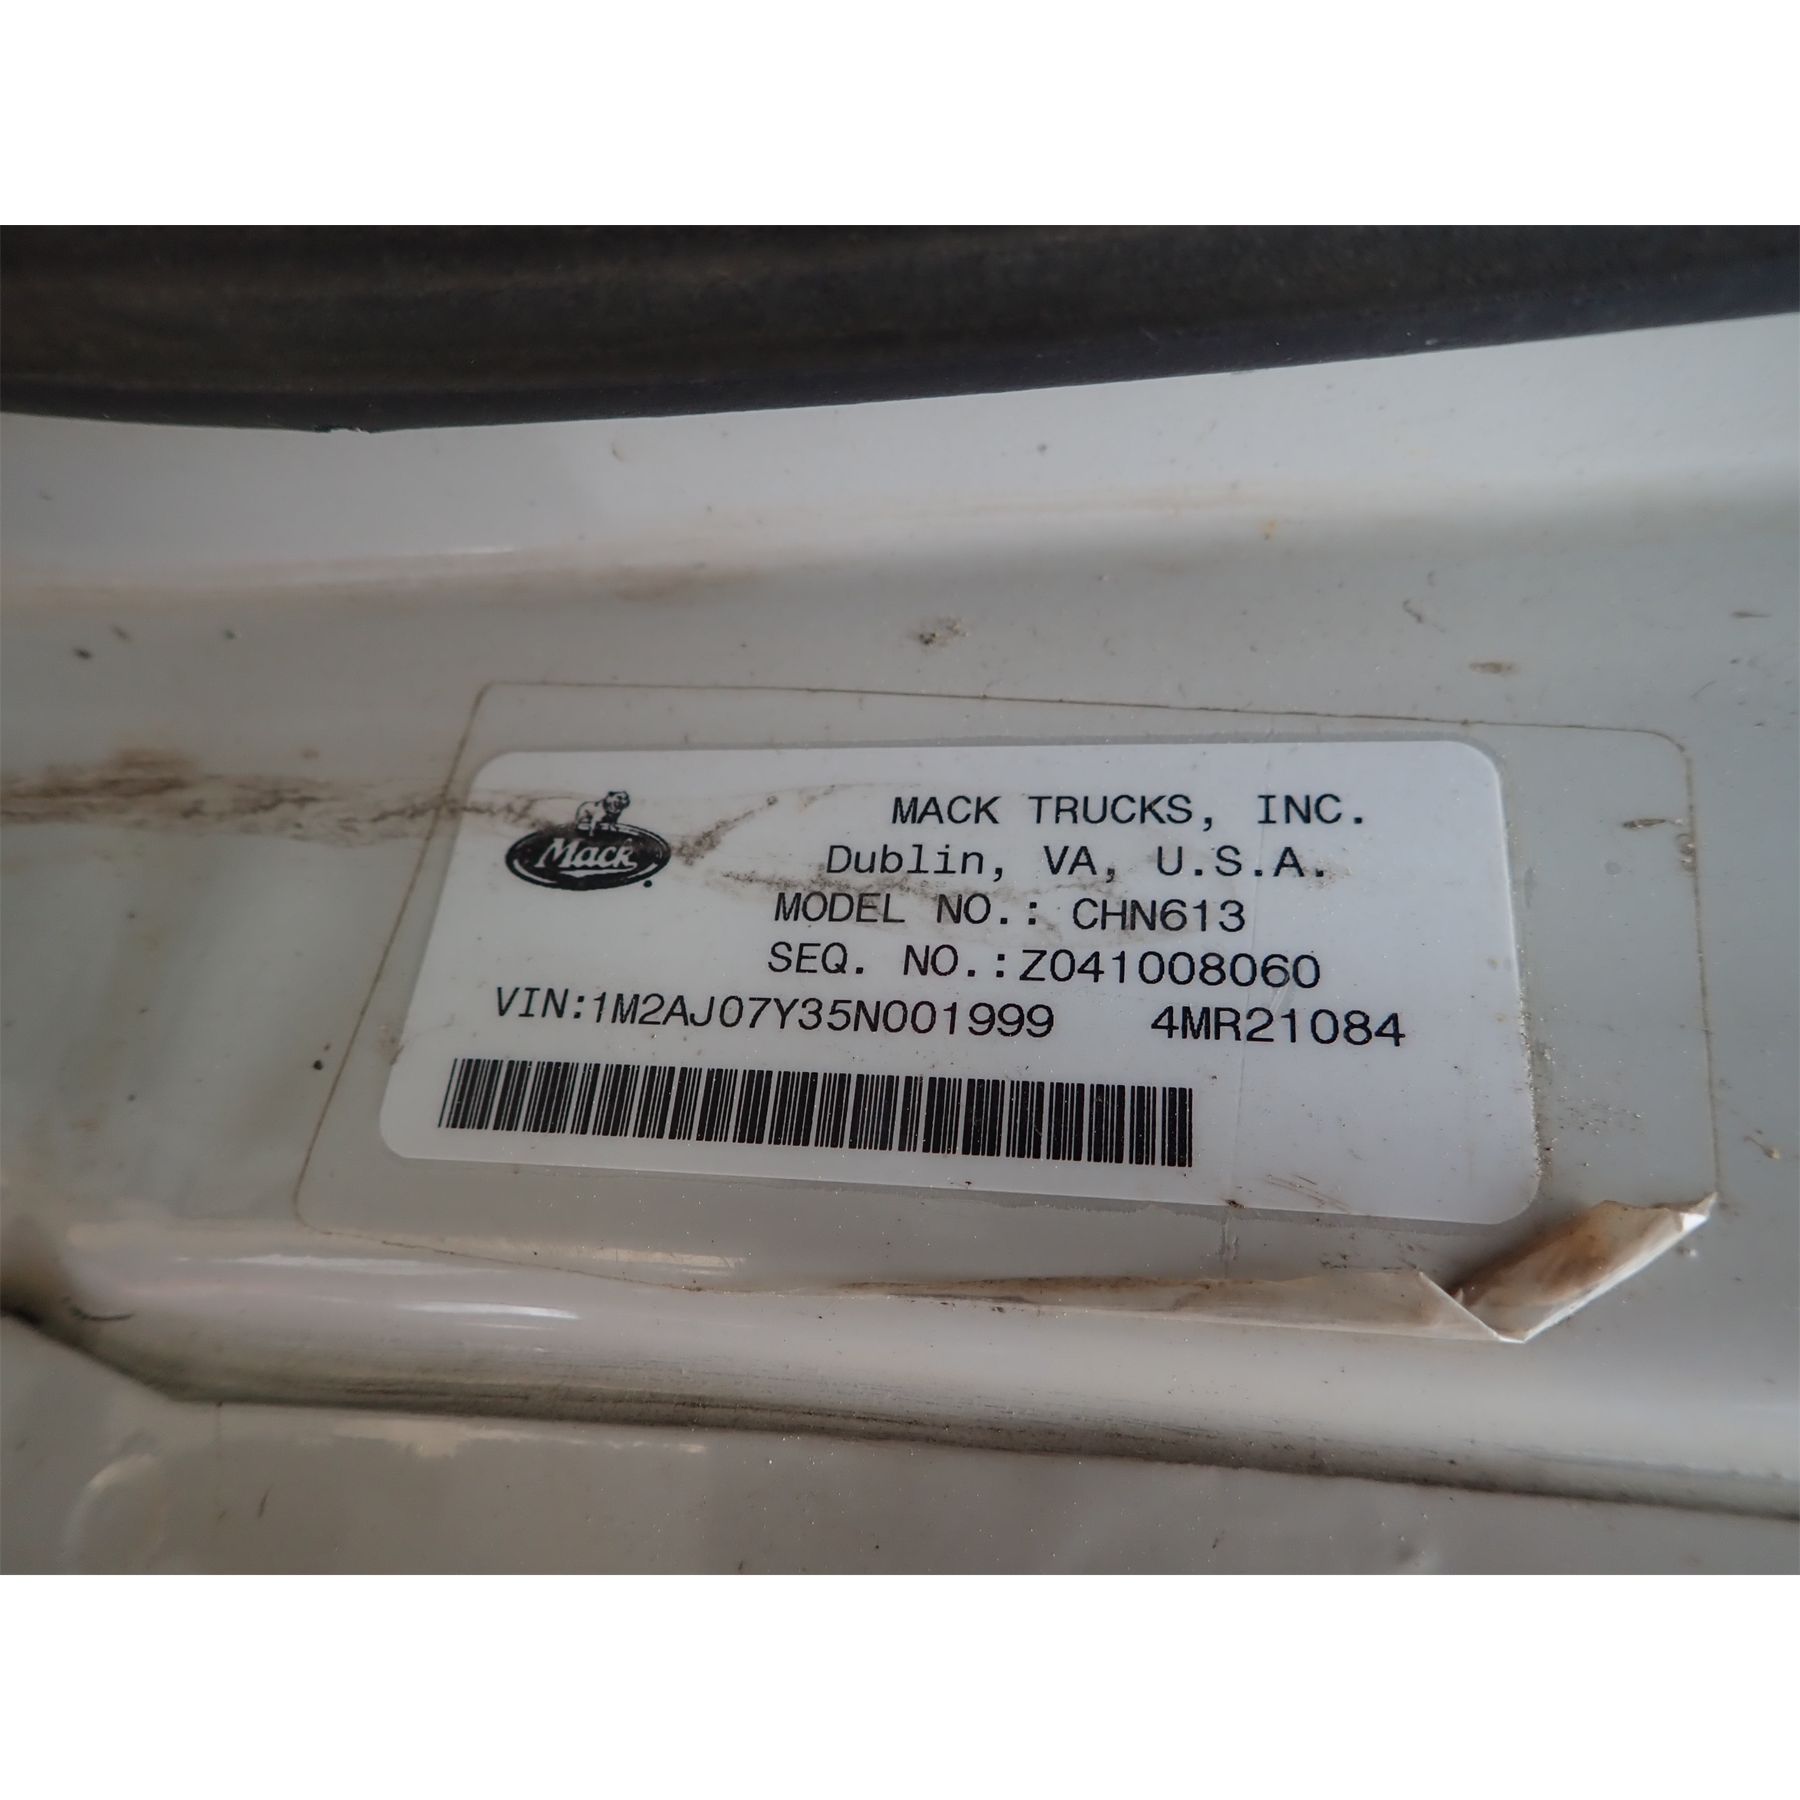 Mack
MACK TRUCKS, INC.
Dublin, VA, U.S.A.
MODEL NO.: CHN613
SEQ. NO.:Z041008060
VIN:1M2AJ07Y35N001999 4MR21084